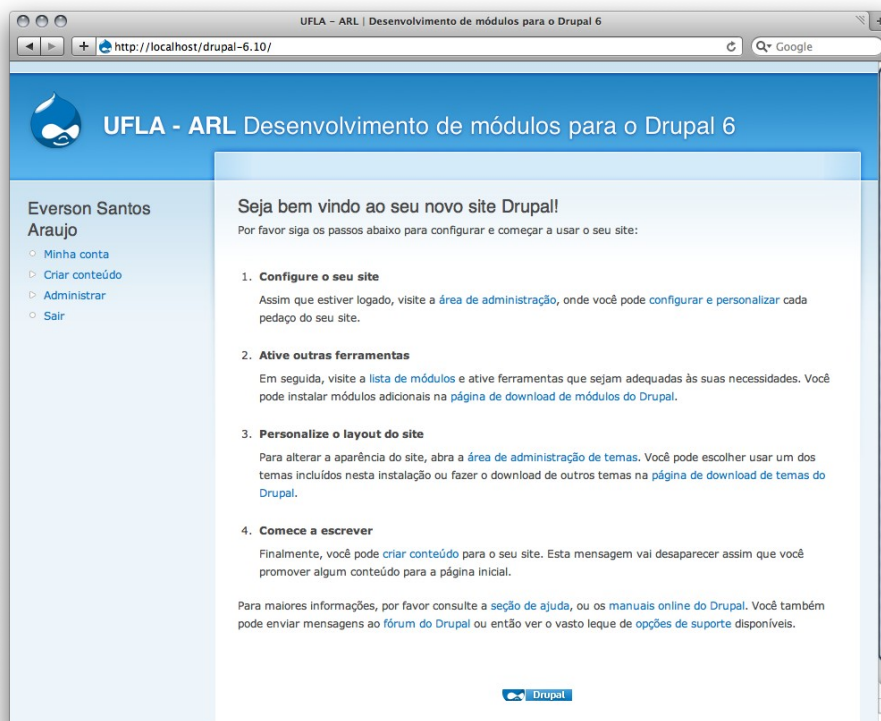 UFLA - ARL | Desenvolvimento de módulos para o Drupal 6
http://localhost/drupal-6.10/
Google
UFLA - ARL Desenvolvimento de módulos para o Drupal 6
Everson Santos
Araujo
Minha conta
Criar conteúdo
Administrar
Sair
Seja bem vindo ao seu novo site Drupal!
Por favor siga os passos abaixo para configurar e começar a usar o seu site:
1. Configure o seu site
Assim que estiver logado, visite a área de administração, onde você pode configurar e personalizar cada
pedaço do seu site.
2. Ative outras ferramentas
Em seguida, visite a lista de módulos e ative ferramentas que sejam adequadas às suas necessidades. Você
pode instalar módulos adicionais na página de download de módulos do Drupal.
3. Personalize o layout do site
Para alterar a aparência do site, abra a área de administração de temas. Você pode escolher usar um dos
temas incluídos nesta instalação ou fazer o download de outros temas na página de download de temas do
Drupal.
4. Comece a escrever
Finalmente, você pode criar conteúdo para o seu site. Esta mensagem vai desaparecer assim que você
promover algum conteúdo para a página inicial.
Para maiores informações, por favor consulte a seção de ajuda, ou os manuais online do Drupal. Você também
pode enviar mensagens ao fórum do Drupal ou então ver o vasto leque de opções de suporte disponíveis.
Drupal